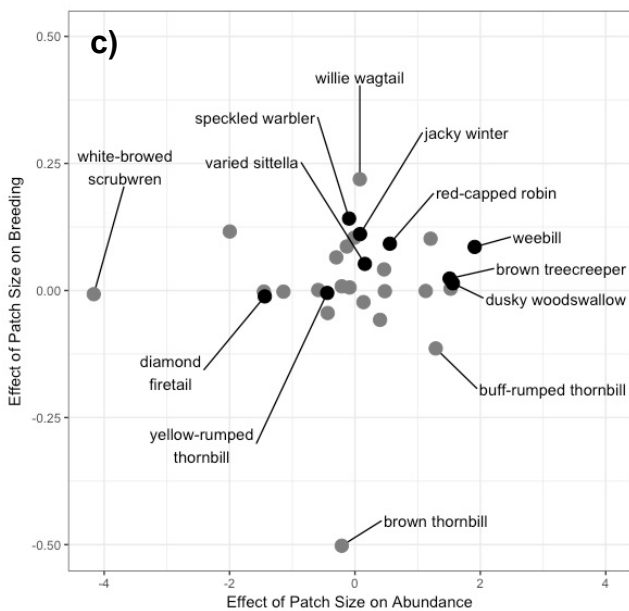 c)
willie wagtail
speckled warbler
jacky winter
white-browed
scrubwren
varied sittella
red-capped robin
weebill
brown treecreeper
dusky woodswallow
diamond
firetail
buff-rumped thornbill
yellow-rumped
thornbill
brown thornbill
0.50
0.25
0.00
-0.25
-0.50
Effect of Patch Size on Breeding
-4
-2
0
2
4
Effect of Patch Size on Abundance